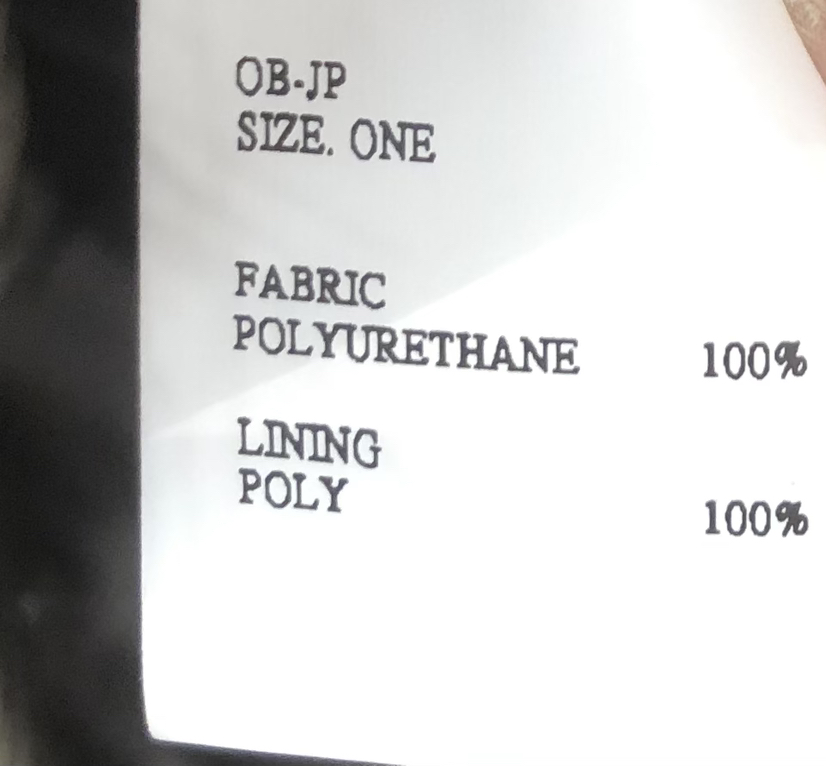 OB-JP
SIZE. ONE
FABRIC
POLYURETHANE 100%
LINING
POLY 100%